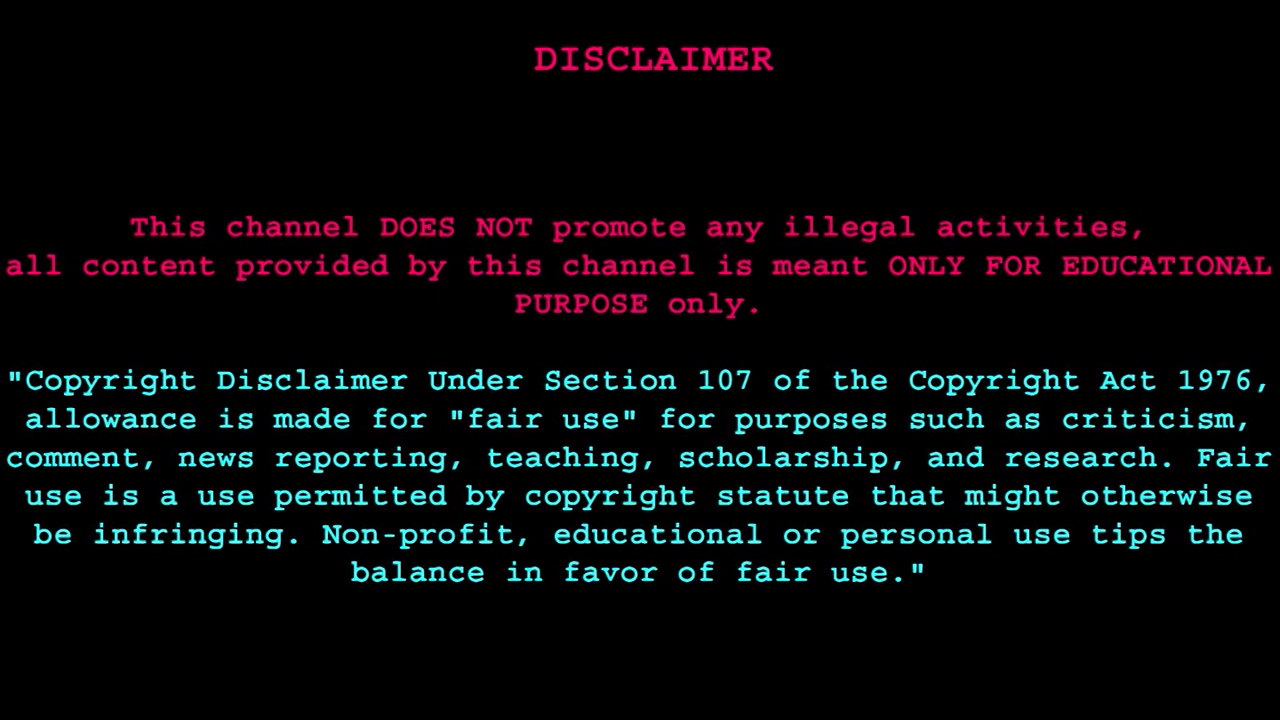 DISCLAIMER
This channel DOES NOT promote any illegal activities,
all content provided by this channel is meant ONLY FOR EDUCATIONAL
PURPOSE only.
"Copyright Disclaimer Under Section 107 of the Copyright Act 1976,
allowance is made for "fair use" for purposes such as criticism,
comment, news reporting, teaching, scholarship, and research. Fair
use is a use permitted by copyright statute that might otherwise
be infringing. Non-profit, educational or personal use tips the
balance in favor of fair use."